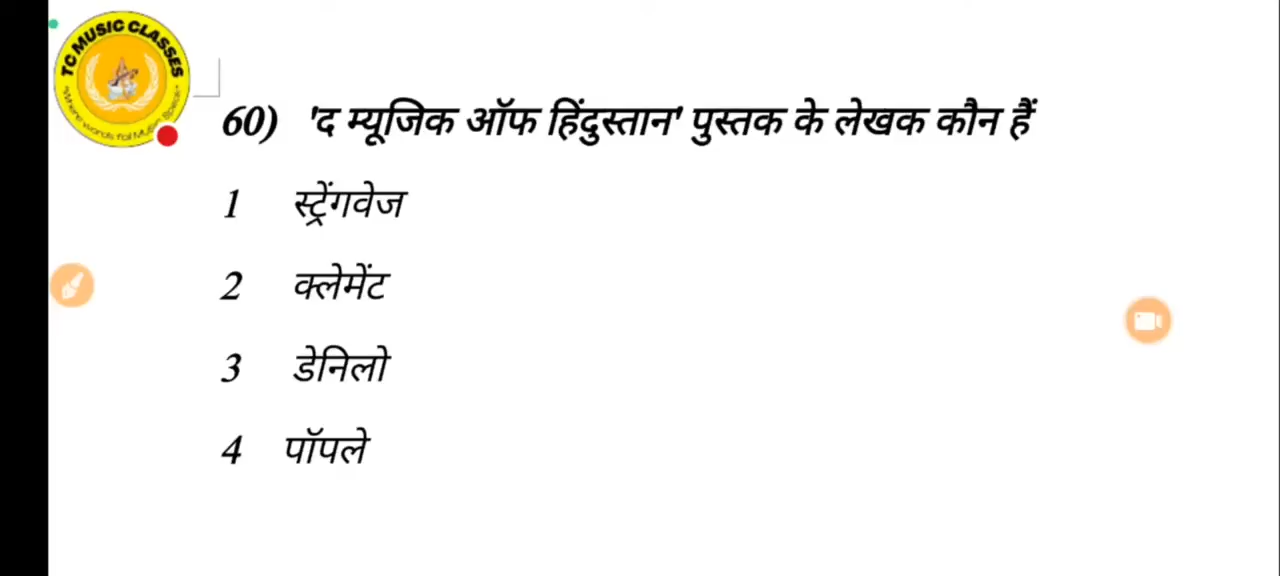 TC MUSIC CLASSES
60) 'द म्यूजिक ऑफ हिंदुस्तान' पुस्तक के लेखक कौन हैं
1 स्ट्रेंगवेज
2 क्लेमेंट
3 डेनिलो
4 पॉपले